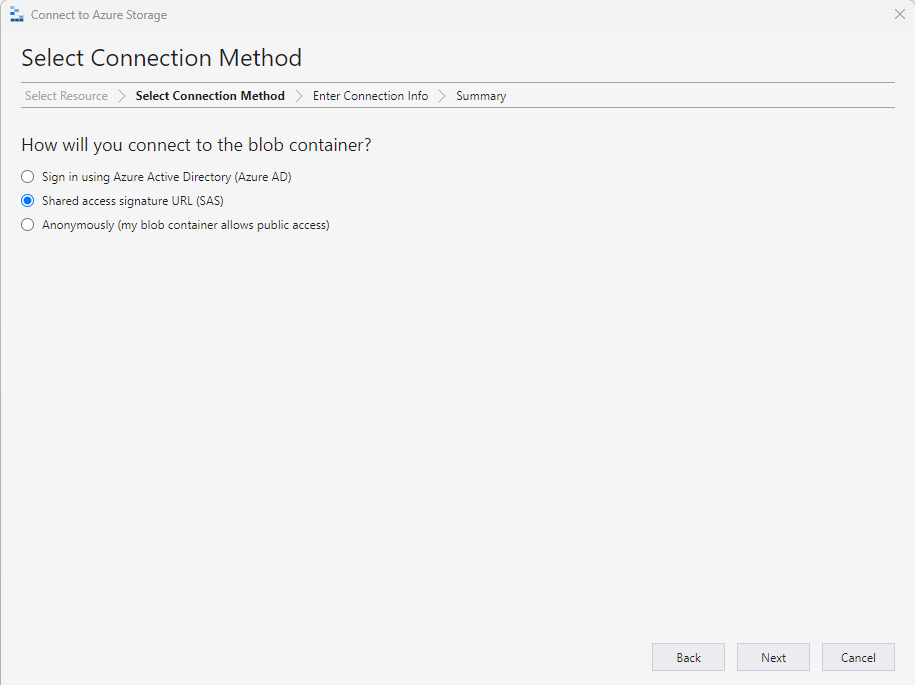 Connect to Azure Storage
Select Connection Method
Select Resource Select Connection Method Enter Connection Info Summary
How will you connect to the blob container?
Sign in using Azure Active Directory (Azure AD)
Shared access signature URL (SAS)
Anonymously (my blob container allows public access)
Back Next Cancel